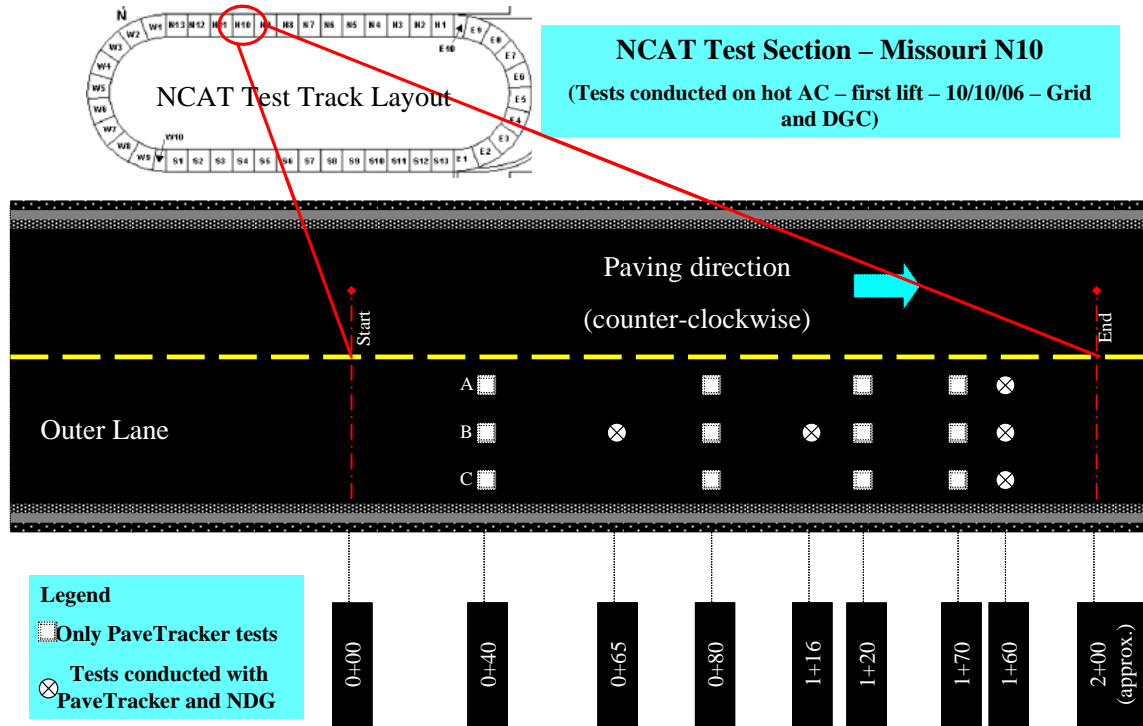 N
W1 N13 N12 N11 N10 N9 N8 N7 N6 N5 N4 N3 N2 N1 E9
W2 E8
W3 E10 E7
W4 E6
W5 E5
W6 E4
W7 W10 E3
W8 E2
W9 S1 S2 S3 S4 S5 S6 S7 S8 S9 S10 S11 S12 S13 E1
NCAT Test Track Layout
NCAT Test Section – Missouri N10
(Tests conducted on hot AC – first lift – 10/10/06 – Grid
and DGC)
Paving direction
(counter-clockwise)
Start
End
A
Outer Lane B
C
Legend
Only PaveTracker tests
Tests conducted with
PaveTracker and NDG
0+00
0+40
0+65
0+80
1+16
1+20
1+70
1+60
2+00
(approx.)